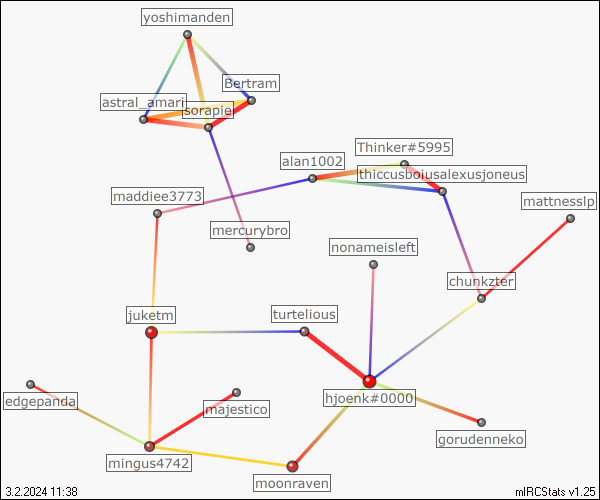 yoshimanden
Bertram
astral_amari
sorapie
Thinker#5995
alan1002
thiccusboiusalexusjoneus
maddiee3773
mattnesslp
mercurybro
nonameisleft
chunkzter
juketm
turtelious
edgepanda
hjoenk#0000
majestico
gorudenneko
mingus4742
moonraven
3.2.2024 11:38
mIRCStats v1.25